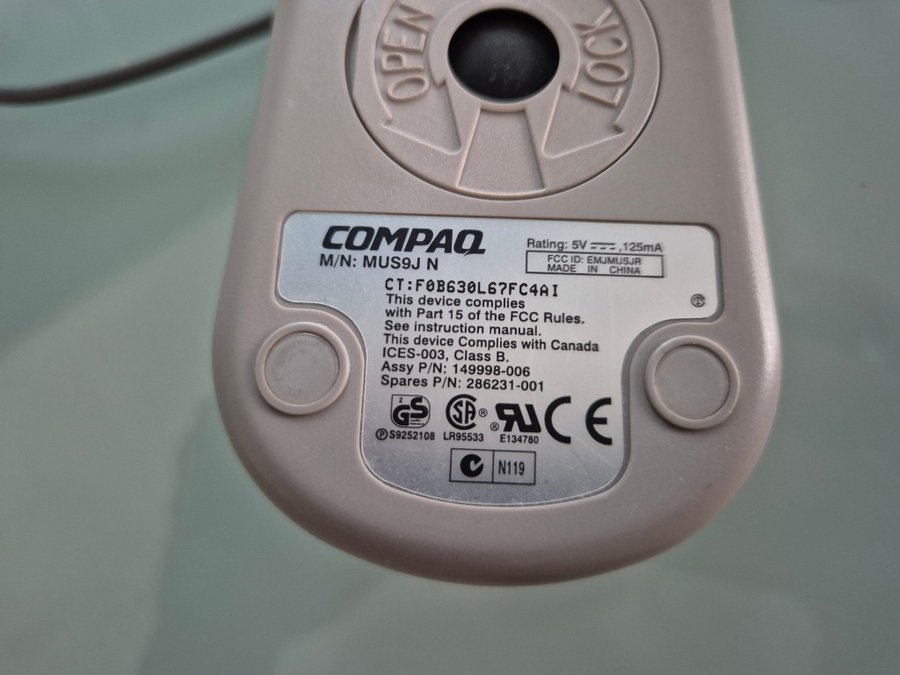 OPEN
LOCK
COMPAQ
M/N: MUS9J N
Rating: 5V ,125mA
FCC ID: EMJMUSJR
MADE IN CHINA
CT:F0B630L67FC4AI
This device complies
with Part 15 of the FCC Rules.
See instruction manual.
This device Complies with Canada
ICES-003, Class B.
Assy P/N: 149998-006
Spares P/N: 286231-001
GS
SA ®
® UR
CE
Ⓟ S9252108
LR95533
E134780
N119